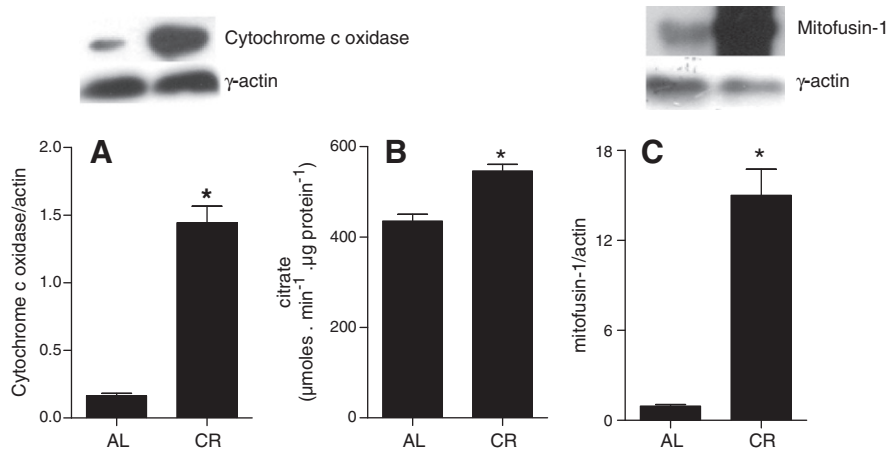 Cytochrome c oxidase
γ-actin
Mitofusin-1
γ-actin
A
Cytochrome c oxidase/actin
2.0
1.5
1.0
0.5
0.0
*
AL
CR
B
citrate
(μmoles . min⁻¹ .μg protein⁻¹)
600
400
200
0
*
AL
CR
C
mitofusin-1/actin
18
12
6
0
*
AL
CR